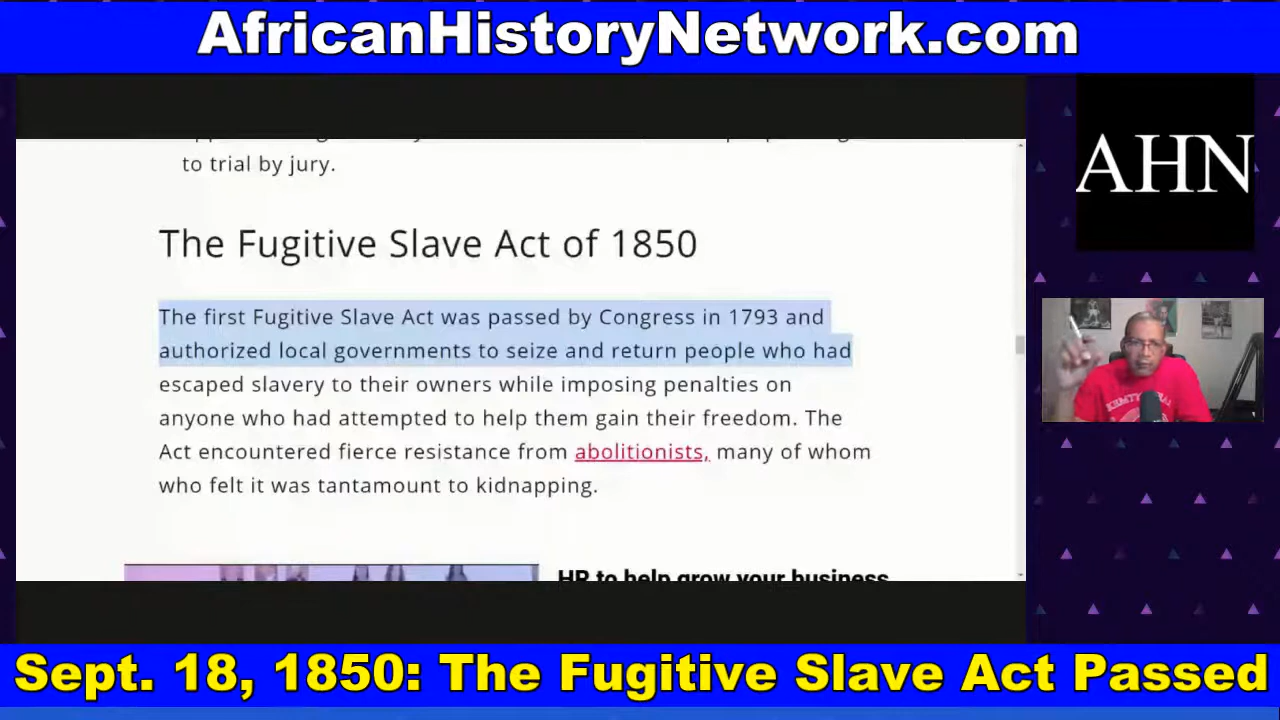 AfricanHistoryNetwork.com
to trial by jury.
The Fugitive Slave Act of 1850
The first Fugitive Slave Act was passed by Congress in 1793 and
authorized local governments to seize and return people who had
escaped slavery to their owners while imposing penalties on
anyone who had attempted to help them gain their freedom. The
Act encountered fierce resistance from abolitionists, many of whom
who felt it was tantamount to kidnapping.
HR to help grow your business
AHN
Sept. 18, 1850: The Fugitive Slave Act Passed